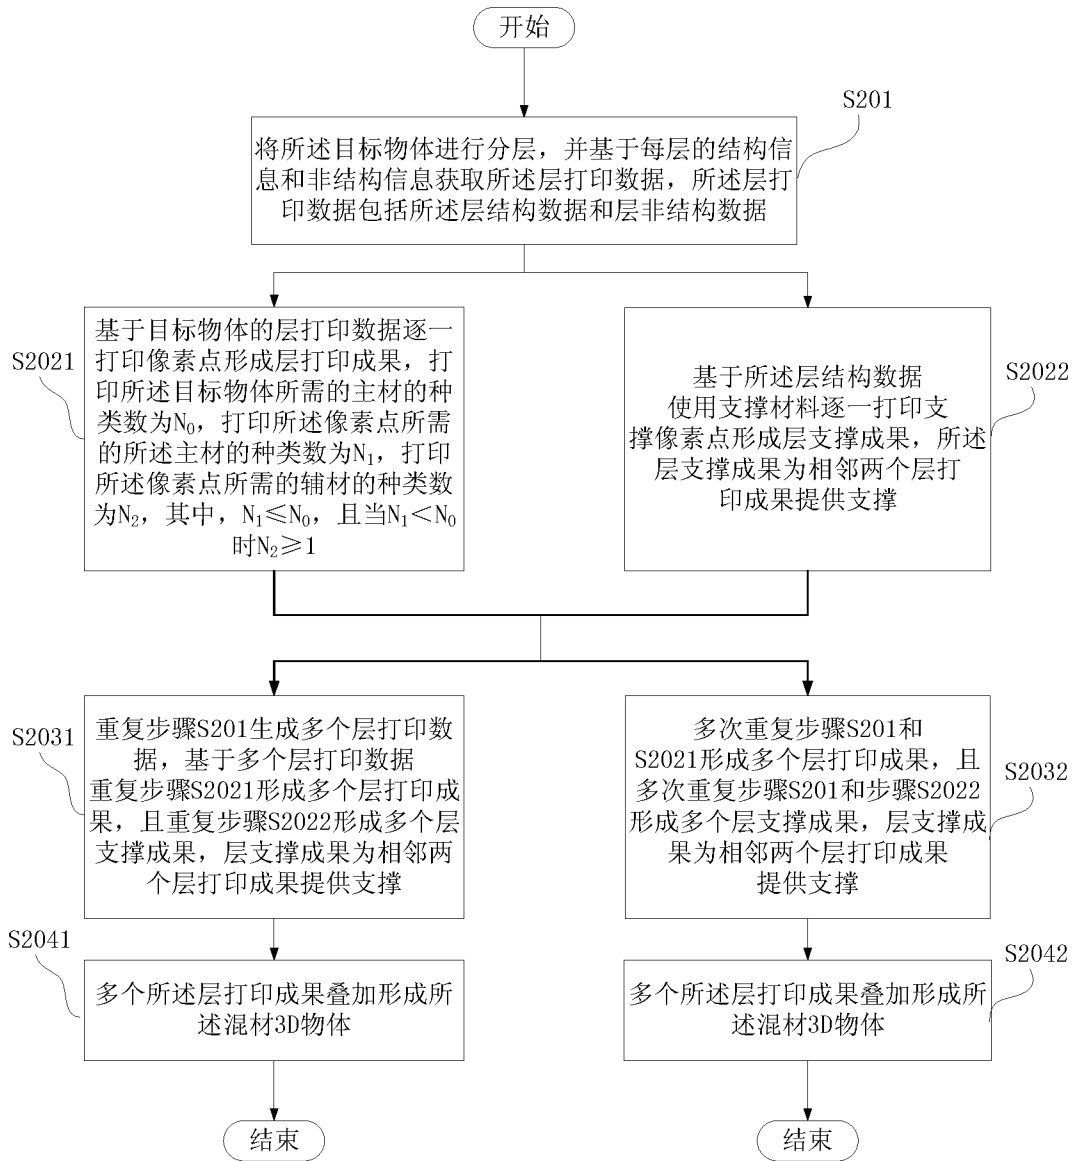 开始
S201
将所述目标物体进行分层，并基于每层的结构信
息和非结构信息获取所述层打印数据，所述层打
印数据包括所述层结构数据和层非结构数据
S2021
基于目标物体的层打印数据逐一
打印像素点形成层打印成果，打
印所述目标物体所需的主材的种
类数为N₀，打印所述像素点所需
的所述主材的种类数为N₁，打印
所述像素点所需的辅材的种类数
为N₂，其中，N₁≤N₀，且当N₁＜N₀
时N₂≥1
S2022
基于所述层结构数据
使用支撑材料逐一打印支
撑像素点形成层支撑成果，所述
层支撑成果为相邻两个层打
印成果提供支撑
S2031
重复步骤S201生成多个层打印数
据，基于多个层打印数据
重复步骤S2021形成多个层打印成
果，且重复步骤S2022形成多个层
支撑成果，层支撑成果为相邻两
个层打印成果提供支撑
S2032
多次重复步骤S201和
S2021形成多个层打印成果，且
多次重复步骤S201和步骤S2022
形成多个层支撑成果，层支撑成
果为相邻两个层打印成果
提供支撑
S2041
多个所述层打印成果叠加形成所
述混材3D物体
S2042
多个所述层打印成果叠加形成所
述混材3D物体
结束
结束